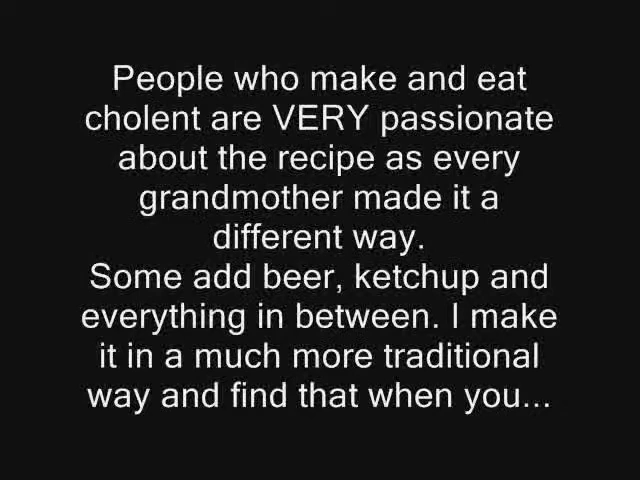 People who make and eat
cholent are VERY passionate
about the recipe as every
grandmother made it a
different way.
Some add beer, ketchup and
everything in between. I make
it in a much more traditional
way and find that when you...